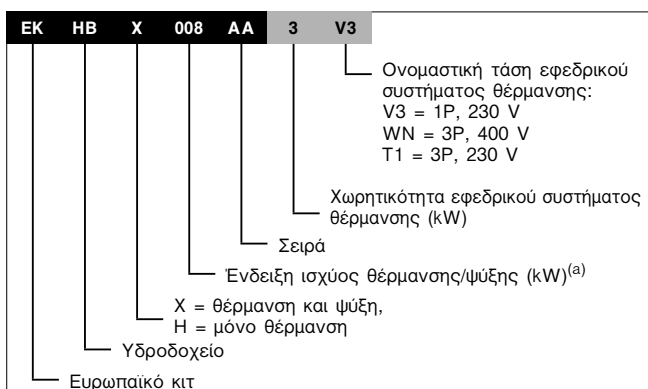 EK HB X 008 AA 3 V3
Ονομαστική τάση εφεδρικού
συστήματος θέρμανσης:
V3 = 1P, 230 V
WN = 3P, 400 V
T1 = 3P, 230 V
Χωρητικότητα εφεδρικού συστήματος
θέρμανσης (kW)
Σειρά
Ένδειξη ισχύος θέρμανσης/ψύξης (kW)(a)
X = θέρμανση και ψύξη,
H = μόνο θέρμανση
Υδροδοχείο
Ευρωπαϊκό κιτ